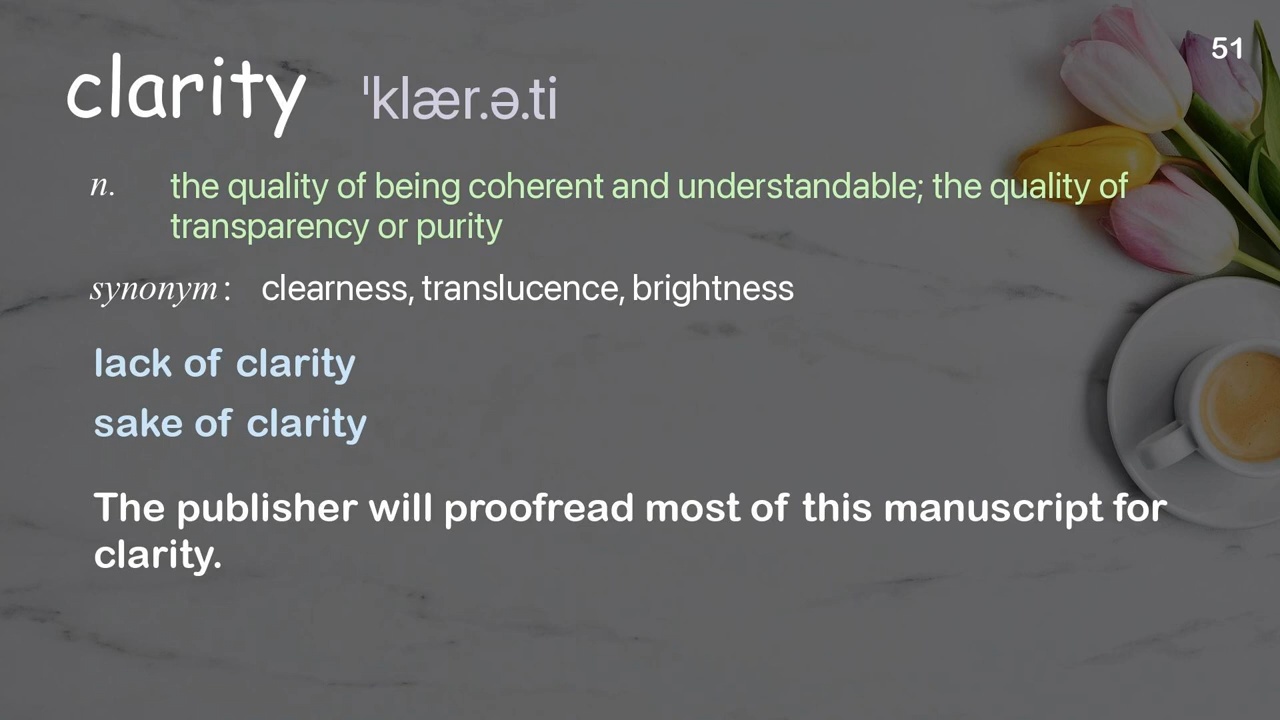 51
clarity ˈklær.ə.ti
n. the quality of being coherent and understandable; the quality of
transparency or purity
synonym : clearness, translucence, brightness
lack of clarity
sake of clarity
The publisher will proofread most of this manuscript for
clarity.